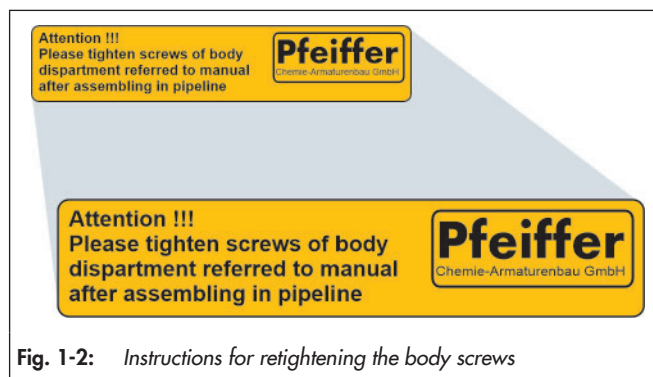 Attention !!!
Please tighten screws of body
dispartment referred to manual
after assembling in pipeline
Pfeiffer
Chemie-Armaturenbau GmbH
Attention !!!
Please tighten screws of body
dispartment referred to manual
after assembling in pipeline
Pfeiffer
Chemie-Armaturenbau GmbH
Fig. 1-2: Instructions for retightening the body screws